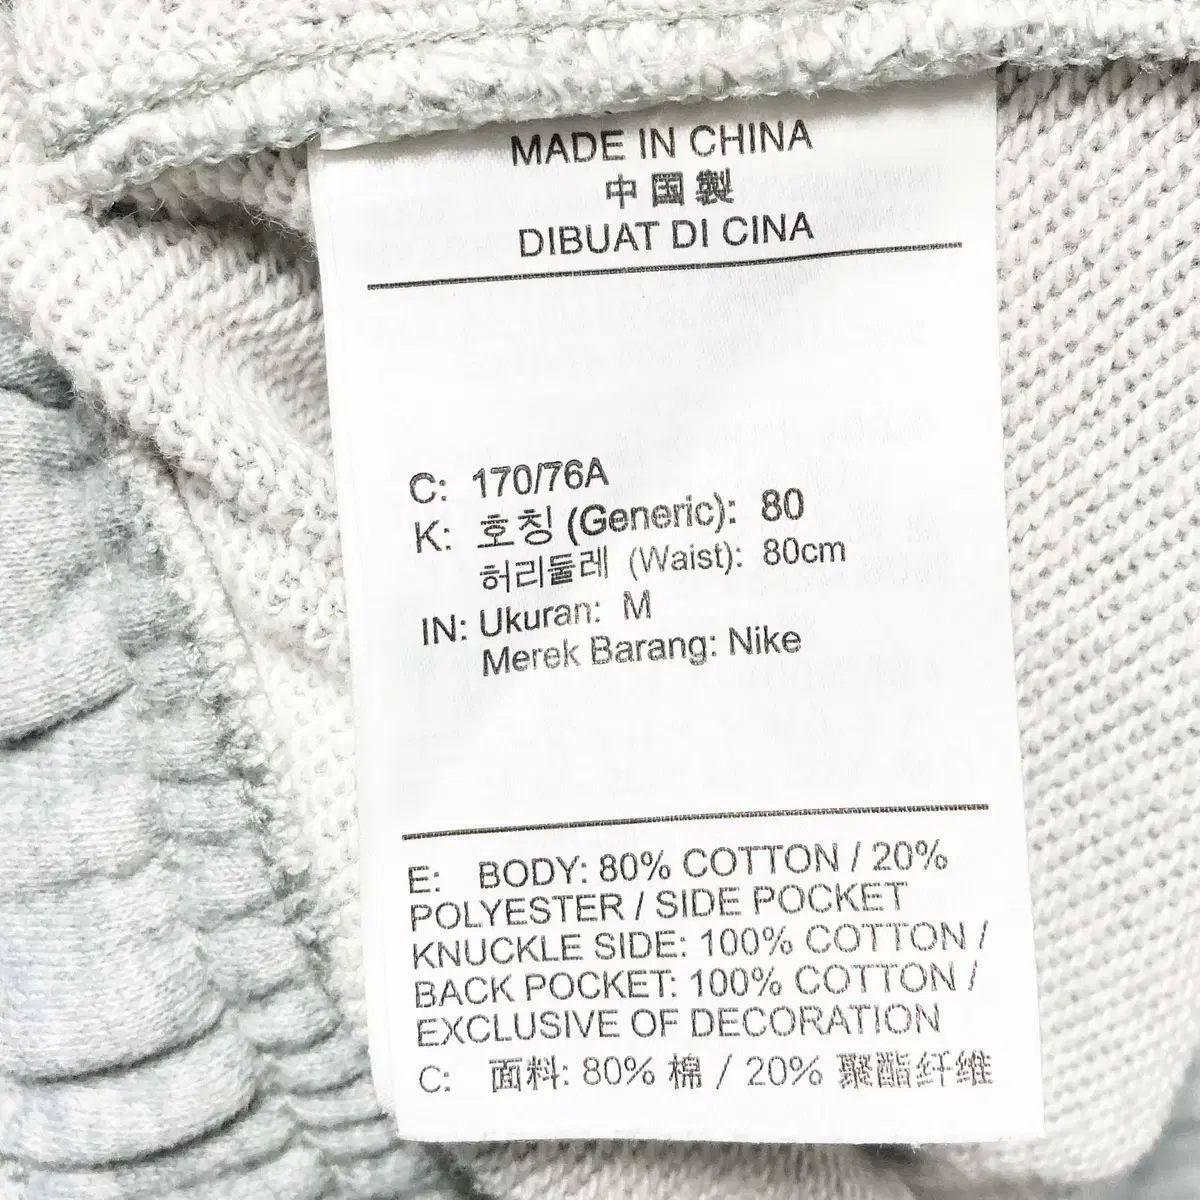 MADE IN CHINA
中国製
DIBUAT DI CINA
C: 170/76A
K: 호칭 (Generic): 80
허리둘레 (Waist): 80cm
IN: Ukuran: M
Merek Barang: Nike
E: BODY: 80% COTTON / 20%
POLYESTER / SIDE POCKET
KNUCKLE SIDE: 100% COTTON /
BACK POCKET: 100% COTTON /
EXCLUSIVE OF DECORATION
C: 面料: 80% 棉 / 20% 聚酯纤维